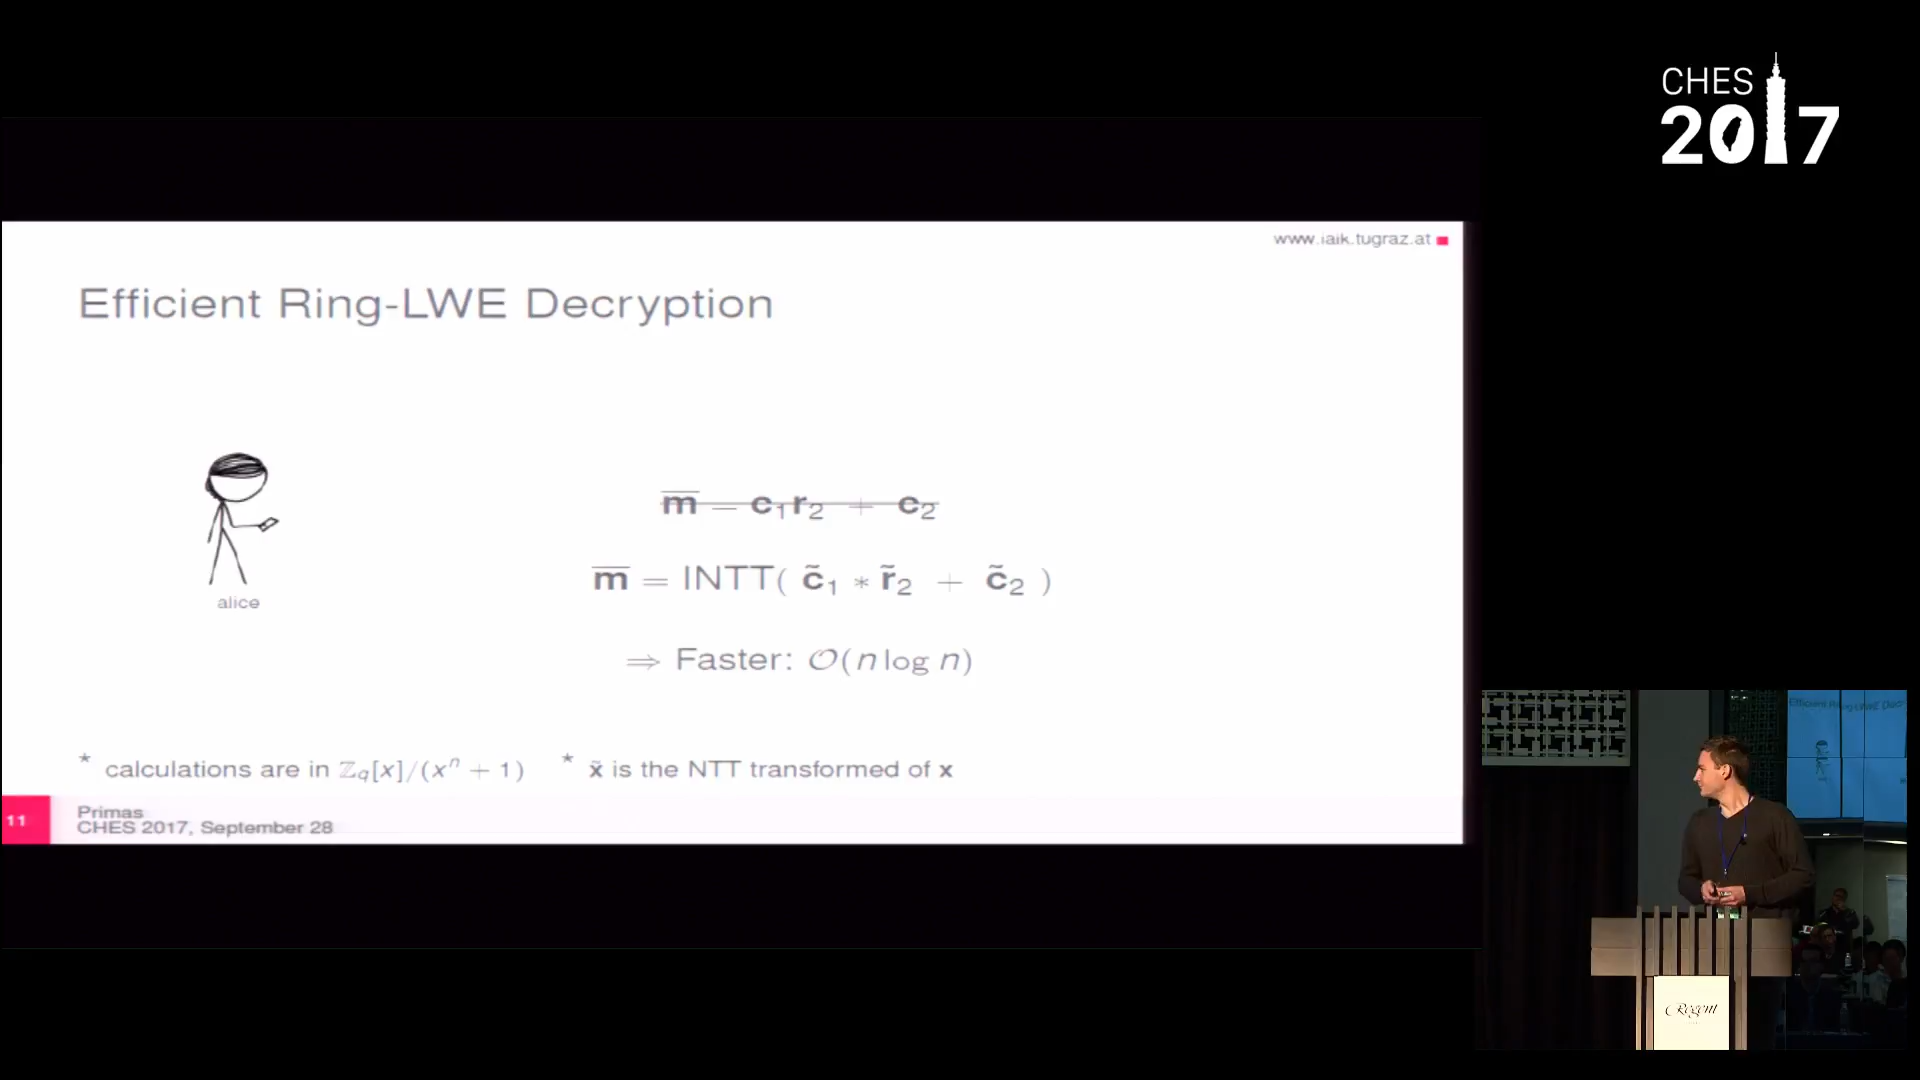 CHES
2017
www.iaik.tugraz.at
Efficient Ring-LWE Decryption
m̅ = c₁r₂ + c₂
m̅ = INTT( c̃₁ * r̃₂ + c̃₂ )
⇒ Faster: 𝒪(n log n)
alice
* calculations are in ℤq[x]/(xⁿ + 1) * x̃ is the NTT transformed of x
11
Primas
CHES 2017, September 28
Regent